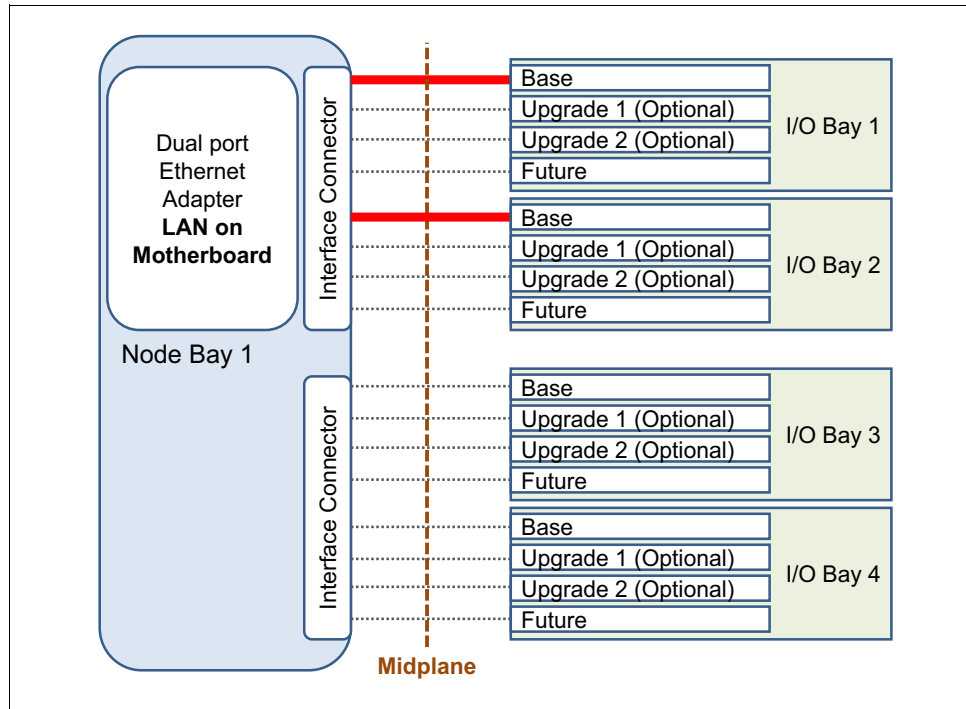 Dual port
Ethernet
Adapter
LAN on
Motherboard
Interface Connector
Node Bay 1
Interface Connector
Base
Upgrade 1 (Optional)
Upgrade 2 (Optional)
Future
I/O Bay 1
Base
Upgrade 1 (Optional)
Upgrade 2 (Optional)
Future
I/O Bay 2
Base
Upgrade 1 (Optional)
Upgrade 2 (Optional)
Future
I/O Bay 3
Base
Upgrade 1 (Optional)
Upgrade 2 (Optional)
Future
I/O Bay 4
Midplane